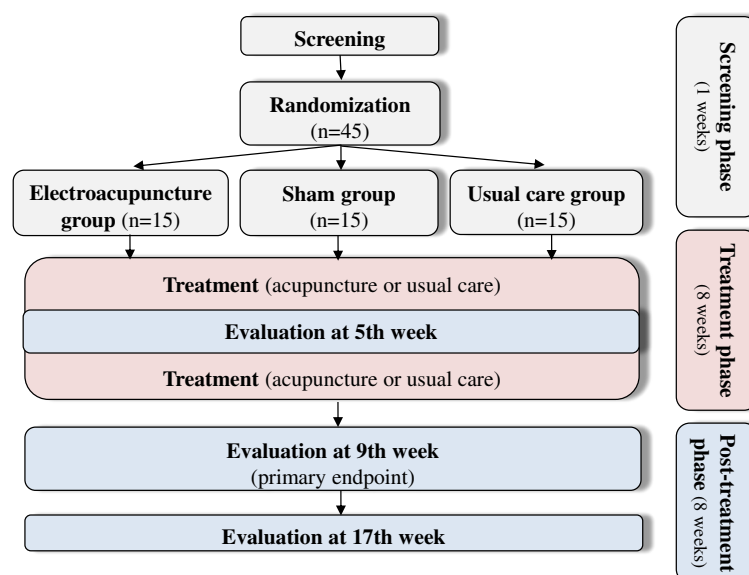 Screening
Randomization
(n=45)
Electroacupuncture
group (n=15)
Sham group
(n=15)
Usual care group
(n=15)
Treatment (acupuncture or usual care)
Evaluation at 5th week
Treatment (acupuncture or usual care)
Evaluation at 9th week
(primary endpoint)
Evaluation at 17th week
Screening phase
(1 weeks)
Treatment phase
(8 weeks)
Post-treatment
phase (8 weeks)